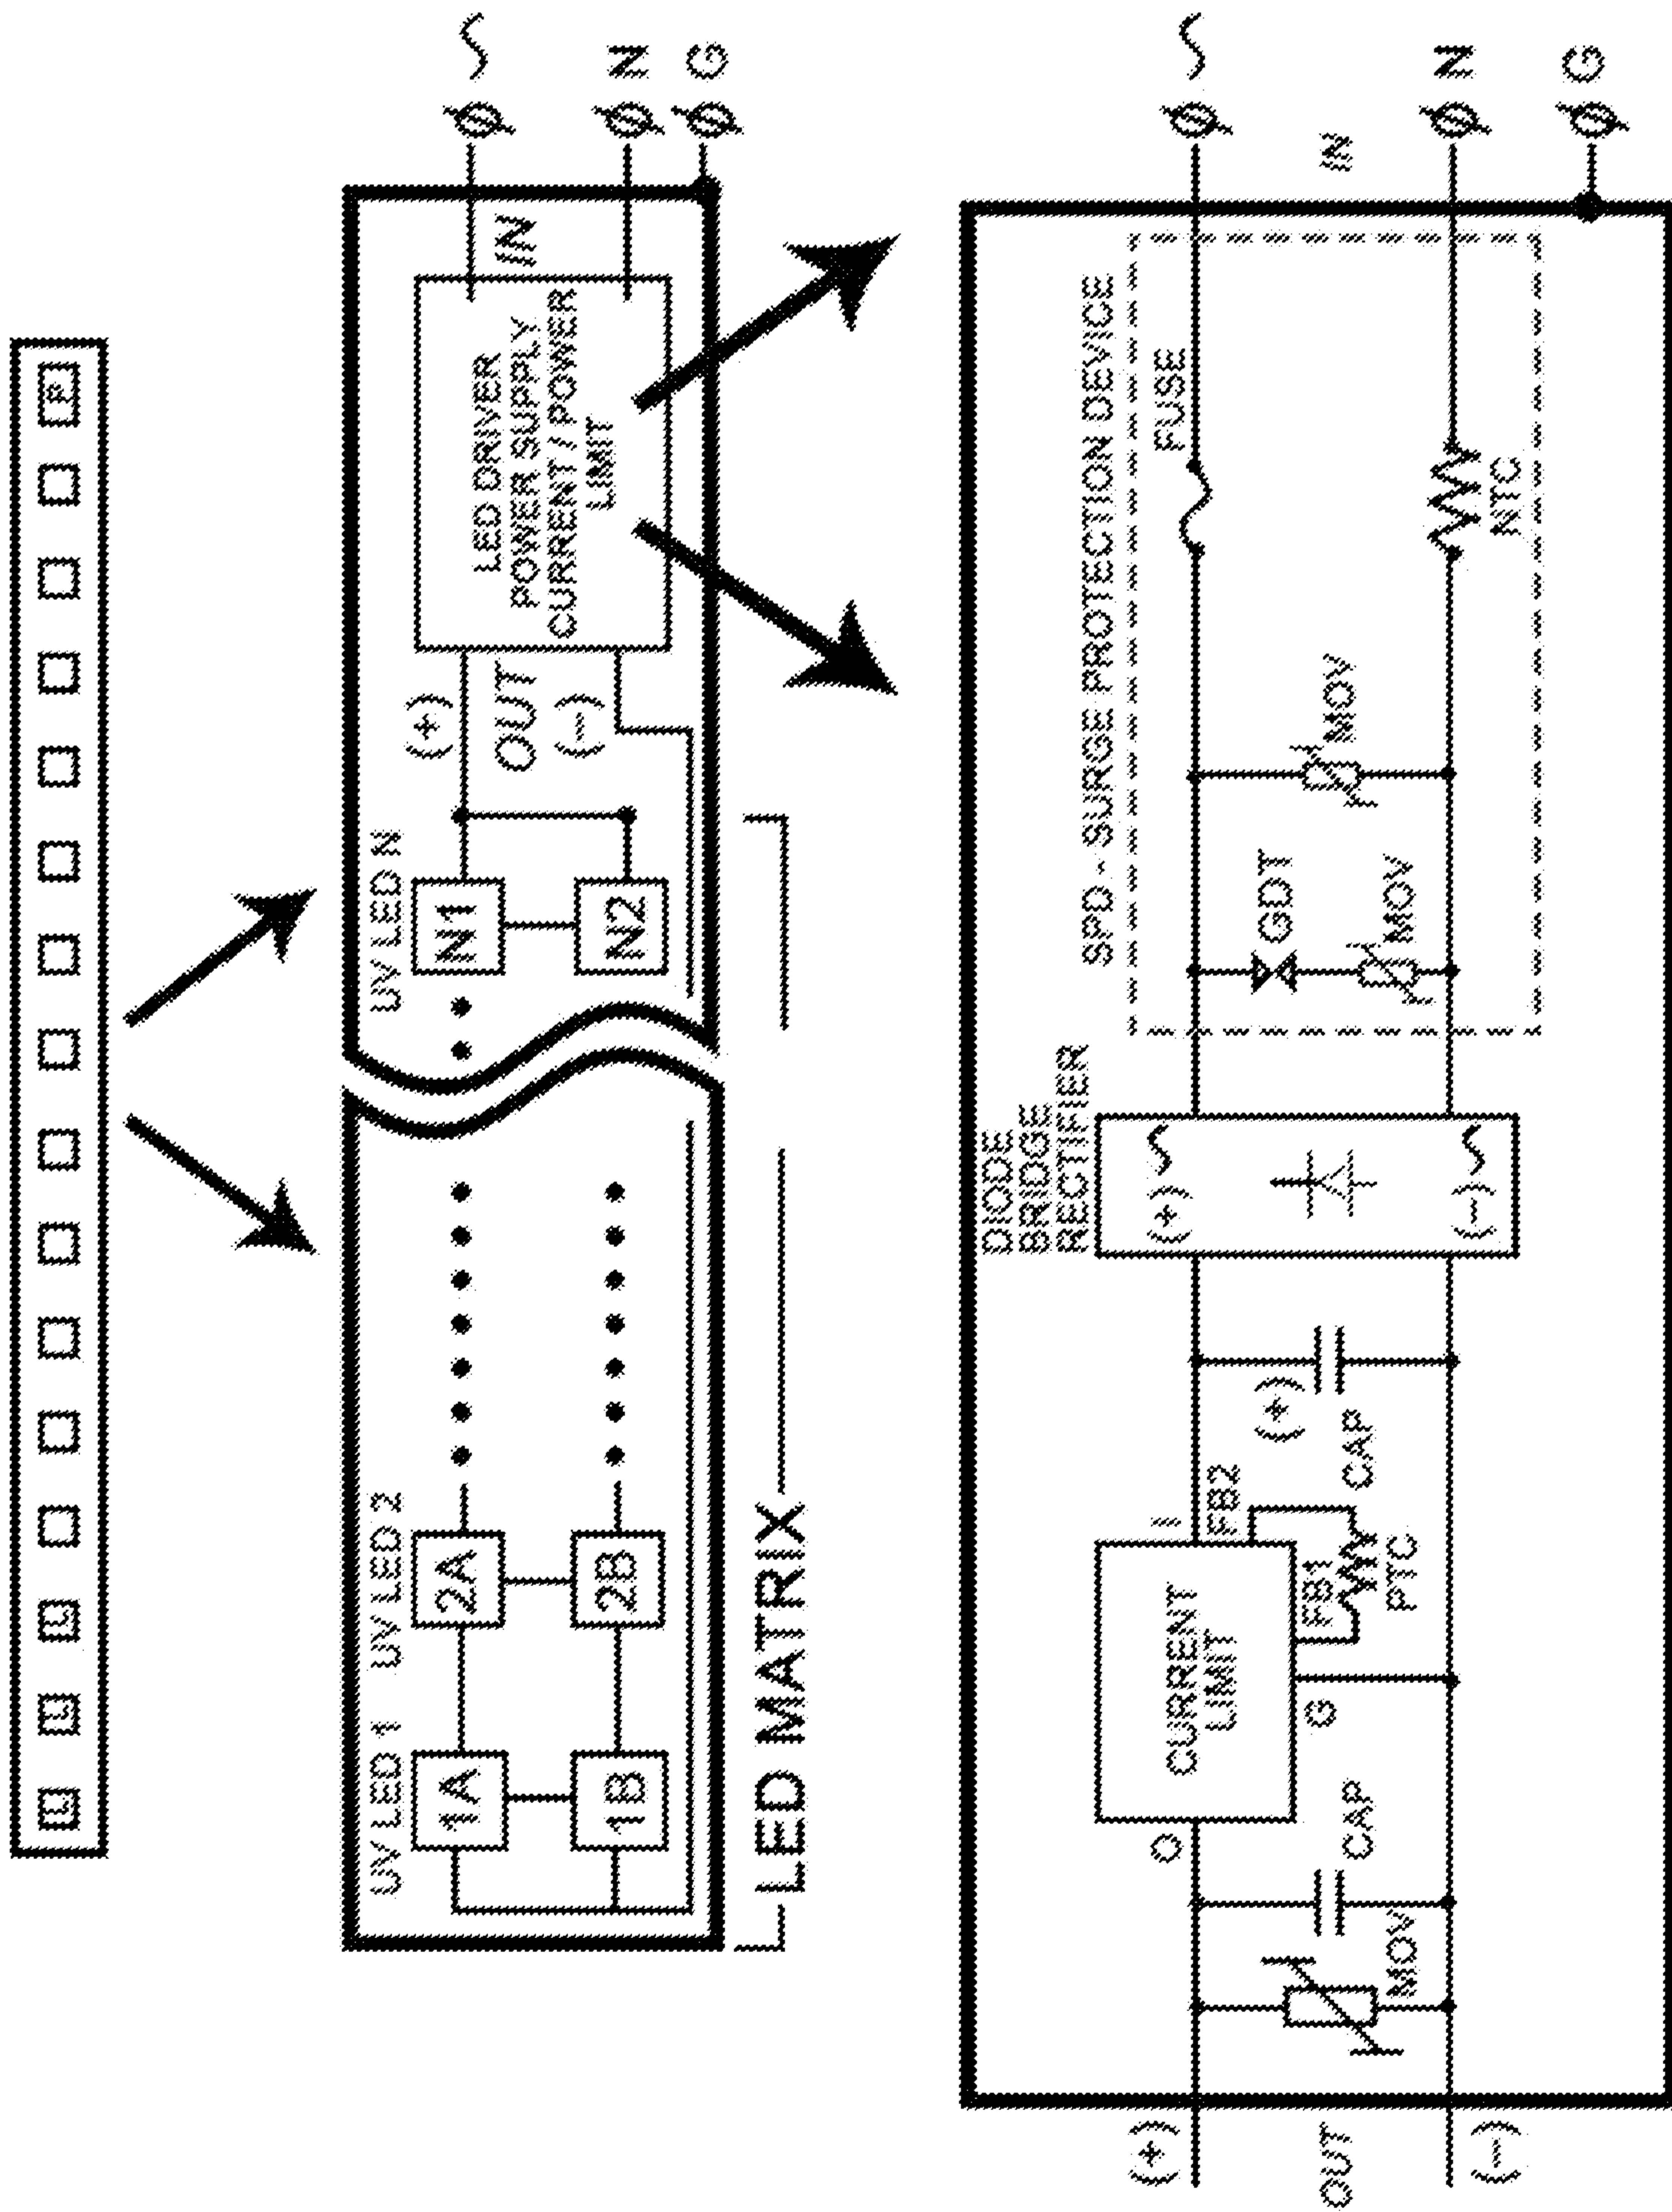 L
L
L
P
UV LED 1
UV LED 2
UV LED N
1A
2A
N1
1B
2B
N2
(+)
OUT
(−)
LED DRIVER
POWER SUPPLY
CURRENT / POWER
LIMIT
IN
~
N
G
LED MATRIX
SPD - SURGE PROTECTION DEVICE
DIODE
BRIDGE
RECTIFIER
(+)
OUT
(−)
MOV
CAP
O
CURRENT
LIMIT
I
G
FB1
FB2
PTC
CAP
(+)
(+) ~
(−) ~
GDT
MOV
MOV
FUSE
NTC
IN
~
N
G